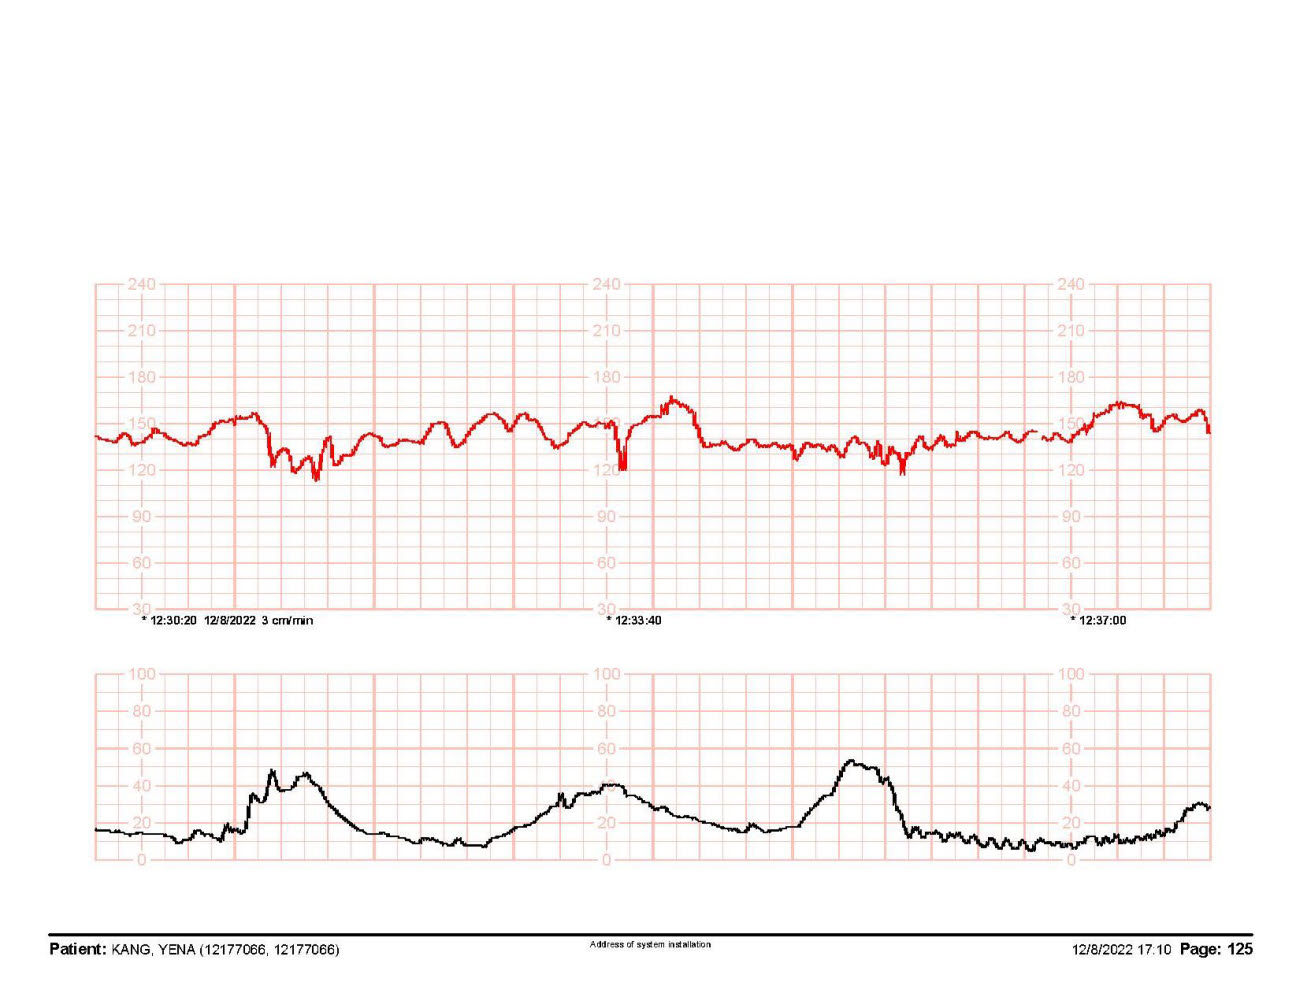 240 240 240
210 210 210
180 180 180
150 150 150
120 120 120
90 90 90
60 60 60
30 30 30
* 12:30:20 12/8/2022 3 cm/min * 12:33:40 * 12:37:00
100 100 100
80 80 80
60 60 60
40 40 40
20 20 20
0 0 0
Patient: KANG, YENA (12177066, 12177066) Address of system installation 12/8/2022 17:10 Page: 125